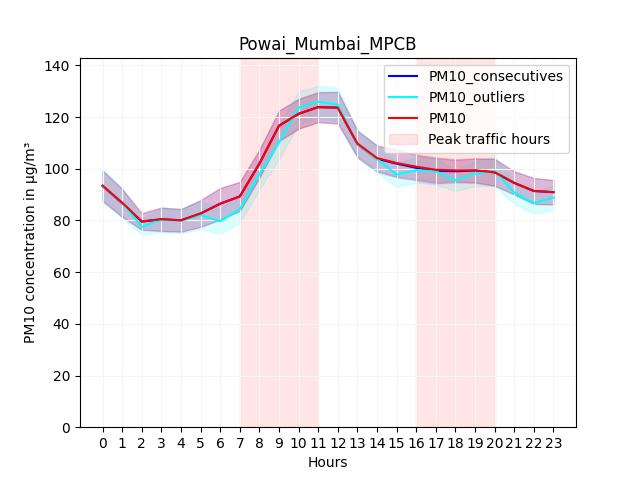 Powai_Mumbai_MPCB
PM10_consecutives
PM10_outliers
PM10
Peak traffic hours
PM10 concentration in µg/m³
140
120
100
80
60
40
20
0
0 1 2 3 4 5 6 7 8 9 10 11 12 13 14 15 16 17 18 19 20 21 22 23
Hours